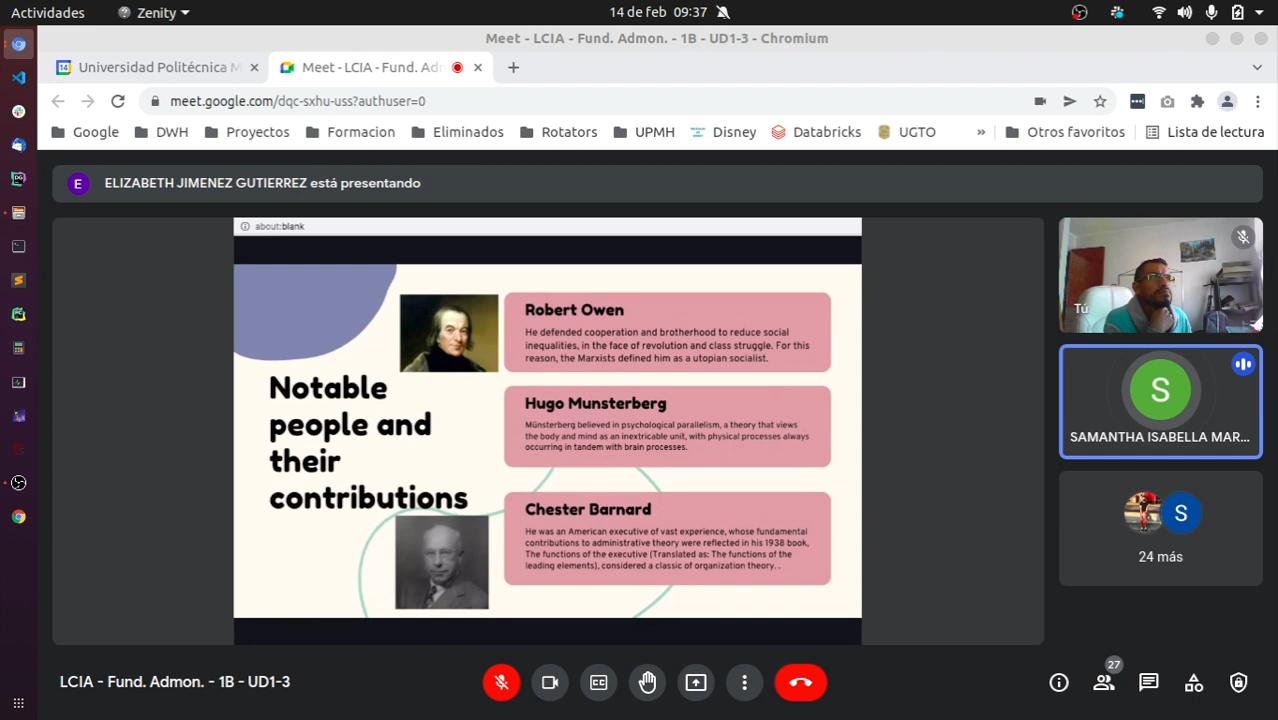 Actividades
Zenity
14 de feb 09:37
Meet - LCIA - Fund. Admon. - 1B - UD1-3 - Chromium
Universidad Politécnica M
Meet - LCIA - Fund. Adm
meet.google.com/dqc-sxhu-uss?authuser=0
Google
DWH
Proyectos
Formacion
Eliminados
Rotators
UPMH
Disney
Databricks
UGTO
»
Otros favoritos
Lista de lectura
E
ELIZABETH JIMENEZ GUTIERREZ está presentando
about:blank
Notable
people and
their
contributions
Robert Owen
He defended cooperation and brotherhood to reduce social
inequalities, in the face of revolution and class struggle. For this
reason, the Marxists defined him as a utopian socialist.
Hugo Munsterberg
Münsterberg believed in psychological parallelism, a theory that views
the body and mind as an inextricable unit, with physical processes always
occurring in tandem with brain processes.
Chester Barnard
He was an American executive of vast experience, whose fundamental
contributions to administrative theory were reflected in his 1938 book,
The functions of the executive (Translated as: The functions of the
leading elements), considered a classic of organization theory. .
Tú
S
SAMANTHA ISABELLA MAR...
S
24 más
LCIA - Fund. Admon. - 1B - UD1-3
27